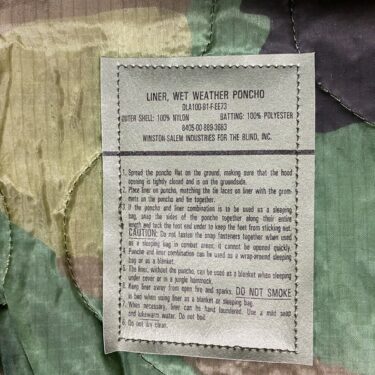 LINER, WET WEATHER PONCHO
DLA100-81-F-EE73
OUTER SHELL: 100% NYLON BATTING: 100% POLYESTER
8405-00-889-3683
WINSTON-SALEM INDUSTRIES FOR THE BLIND, INC.
1. Spread the poncho flat on the ground, making sure that the hood
opening is tightly closed and is on the groundside.
2. Place liner on poncho, matching the tie laces on liner with the grom-
mets on the poncho and tie together.
3. If the poncho and liner combination is to be used as a sleeping
bag, snap the sides of the poncho together along their entire
length and tack the foot end under to keep the feet from sticking out.
CAUTION: Do not fasten the snap fasteners together when used
as a sleeping bag in combat areas, it cannot be opened quickly.
Poncho and liner combination can be used as a wrap-around sleeping
bag or as a blanket.
5. The liner, without the poncho, can be used as a blanket when sleeping
under cover or in a jungle hammock.
6. Keep liner away from open fire and sparks. DO NOT SMOKE
in bed when using liner as a blanket or sleeping bag.
7. When necessary, liner can be hand laundered. Use a mild soap
and lukewarm water. Do not boil.
8. Do not dry clean.